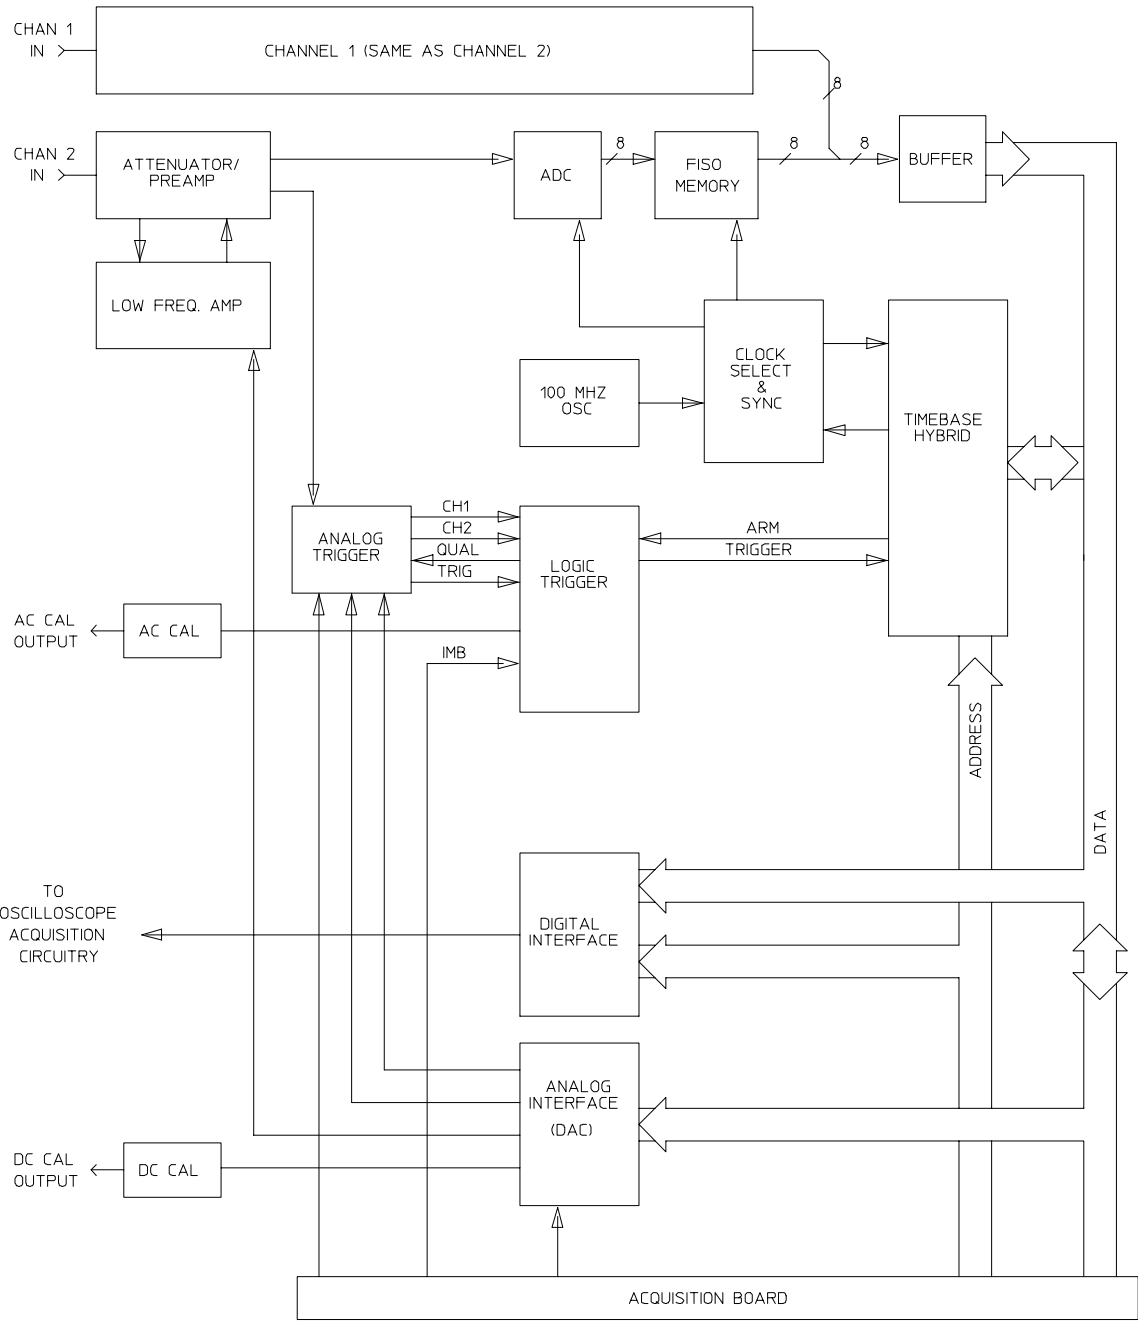 CHAN 1
IN
CHANNEL 1 (SAME AS CHANNEL 2)
8
CHAN 2
IN
ATTENUATOR/
PREAMP
ADC
8
FISO
MEMORY
8
8
BUFFER
LOW FREQ. AMP
CLOCK
SELECT
&
SYNC
100 MHZ
OSC
TIMEBASE
HYBRID
ANALOG
TRIGGER
CH1
CH2
QUAL
TRIG
LOGIC
TRIGGER
ARM
TRIGGER
AC CAL
OUTPUT
AC CAL
IMB
ADDRESS
DATA
TO
OSCILLOSCOPE
ACQUISITION
CIRCUITRY
DIGITAL
INTERFACE
ANALOG
INTERFACE
(DAC)
DC CAL
OUTPUT
DC CAL
ACQUISITION BOARD